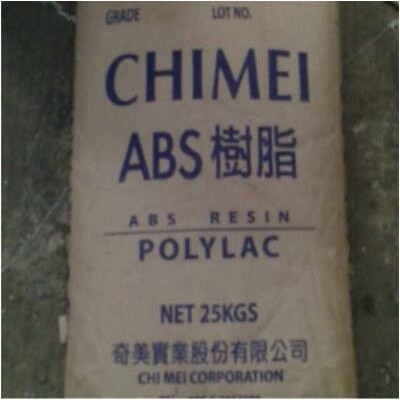 GRADE LOT NO.
CHIMEI
ABS 樹脂
ABS RESIN
POLYLAC
NET 25KGS
奇美實業股份有限公司
CHI MEI CORPORATION